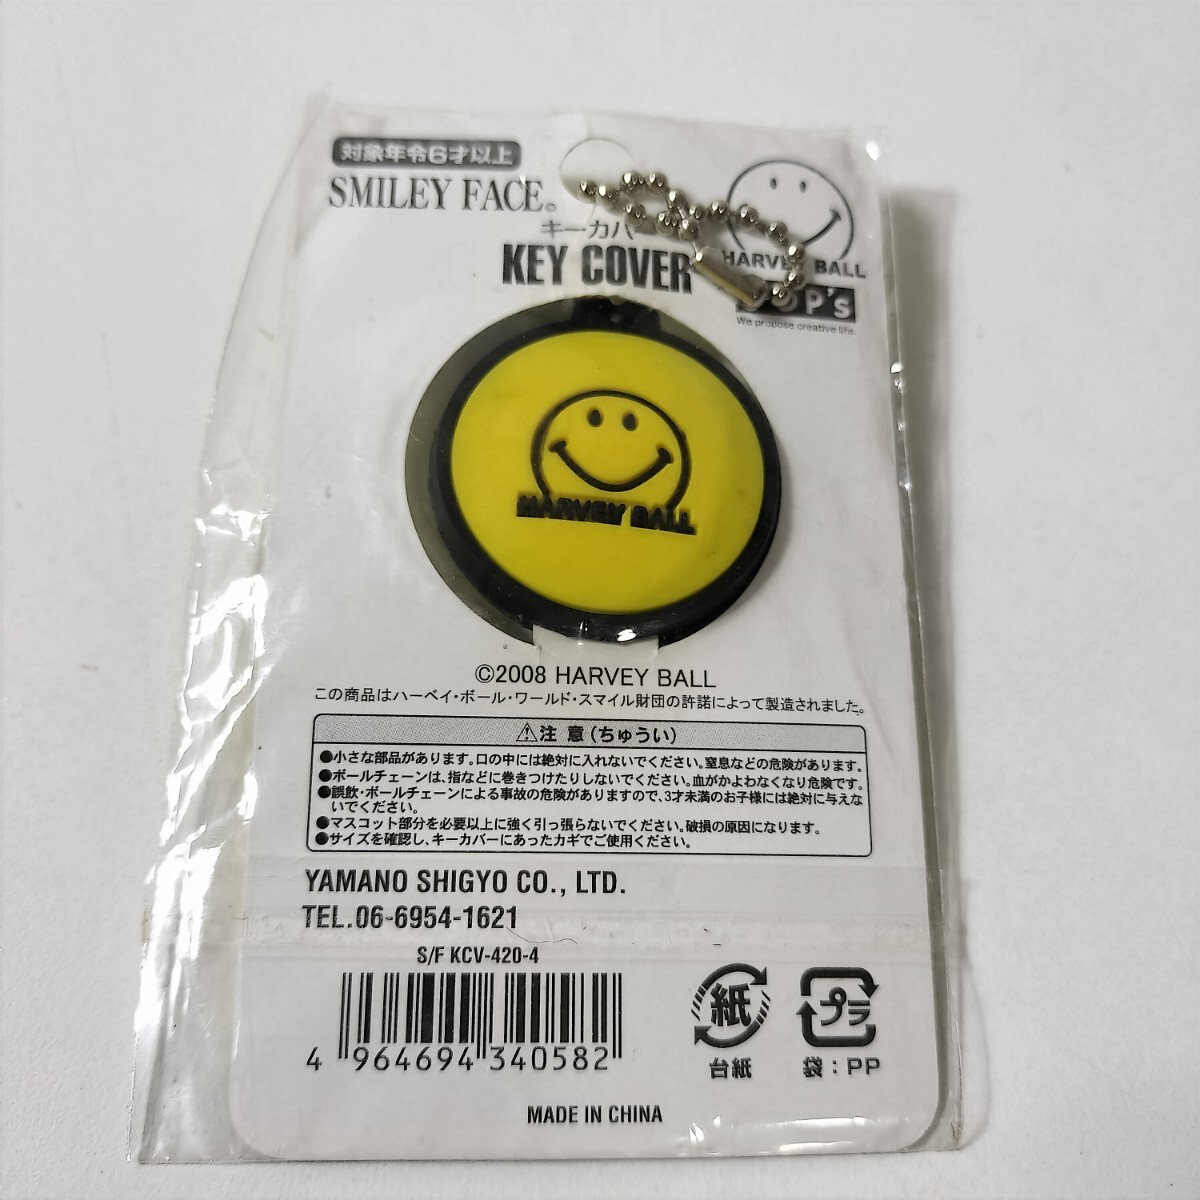 対象年令6才以上
SMILEY FACE。
キーカバー
KEY COVER
HARVEY BALL
P's
We propose creative life.
HARVEY BALL
©2008 HARVEY BALL
この商品はハーベイ・ボール・ワールド・スマイル財団の許諾によって製造されました。
⚠注 意(ちゅうい)
●小さな部品があります。口の中には絶対に入れないでください。窒息などの危険があります。
●ボールチェーンは、指などに巻きつけたりしないでください。血がかよわなくなり危険です。
●誤飲・ボールチェーンによる事故の危険がありますので、3才未満のお子様には絶対に与えな
いでください。
●マスコット部分を必要以上に強く引っ張らないでください。破損の原因になります。
●サイズを確認し、キーカバーにあったカギでご使用ください。
YAMANO SHIGYO CO., LTD.
TEL.06-6954-1621
S/F KCV-420-4
4 964694 340582
紙
台紙
プラ
袋:PP
MADE IN CHINA